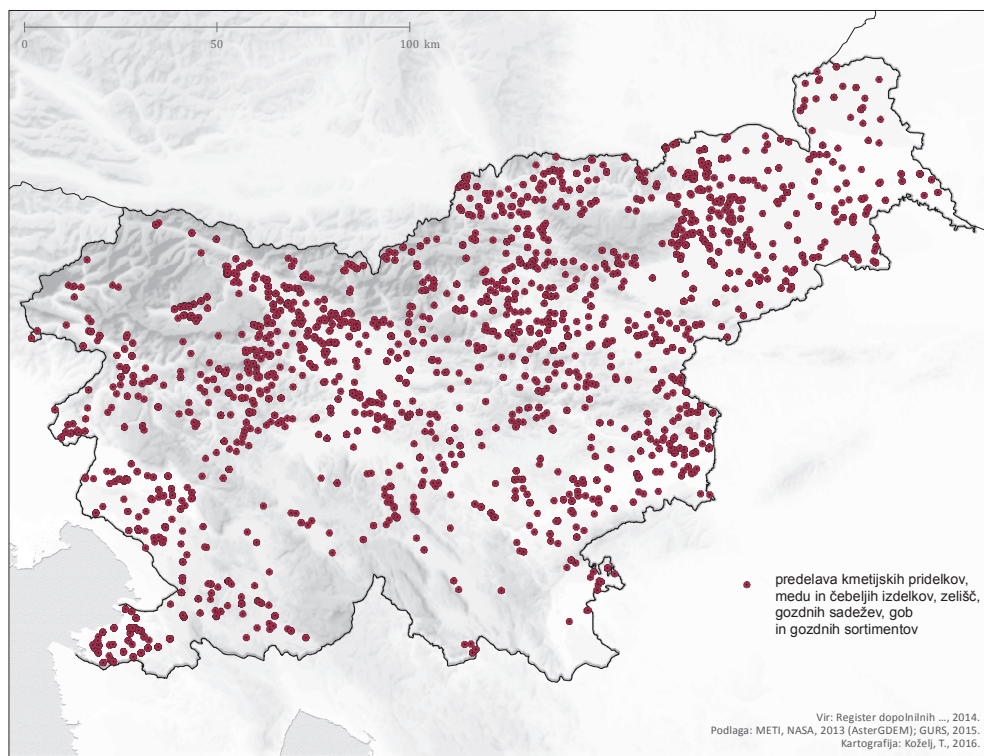 0 50 100 km
predelava kmetijskih pridelkov,
medu in čebeljih izdelkov, zelišč,
gozdnih sadežev, gob
in gozdnih sortimentov
Vir: Register dopolnilnih ..., 2014.
Podlaga: METI, NASA, 2013 (AsterGDEM); GURS, 2015.
Kartografija: Koželj, T., 2016.